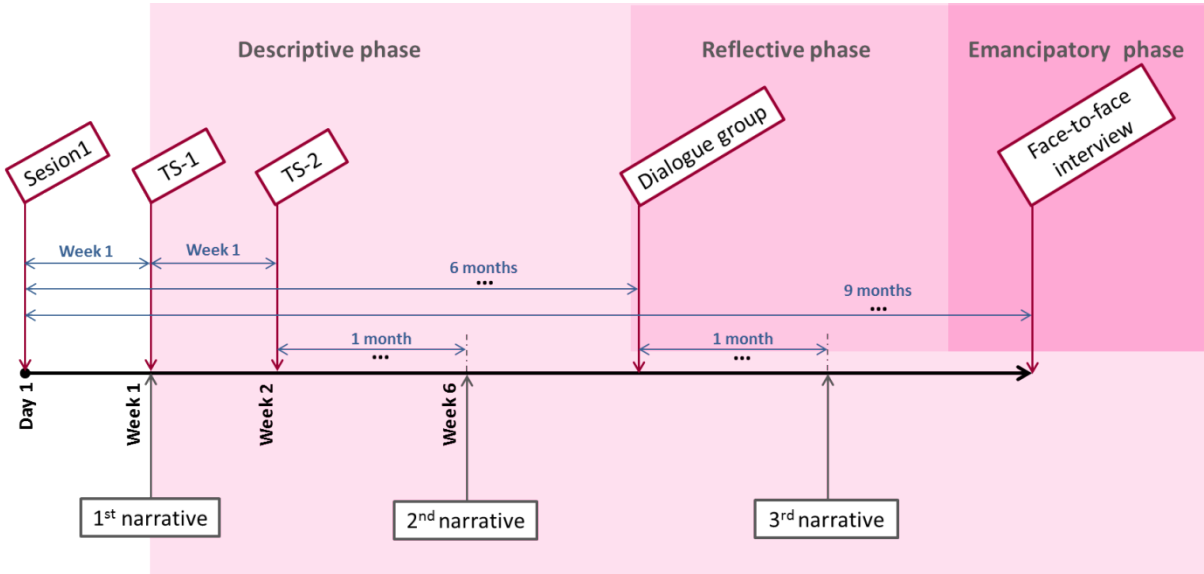 Descriptive phase
Reflective phase
Emancipatory phase
Sesion1
TS-1
TS-2
Dialogue group
Face-to-face
interview
Week 1
Week 1
6 months
...
9 months
...
1 month
...
1 month
...
Day 1
Week 1
Week 2
Week 6
1st narrative
2nd narrative
3rd narrative